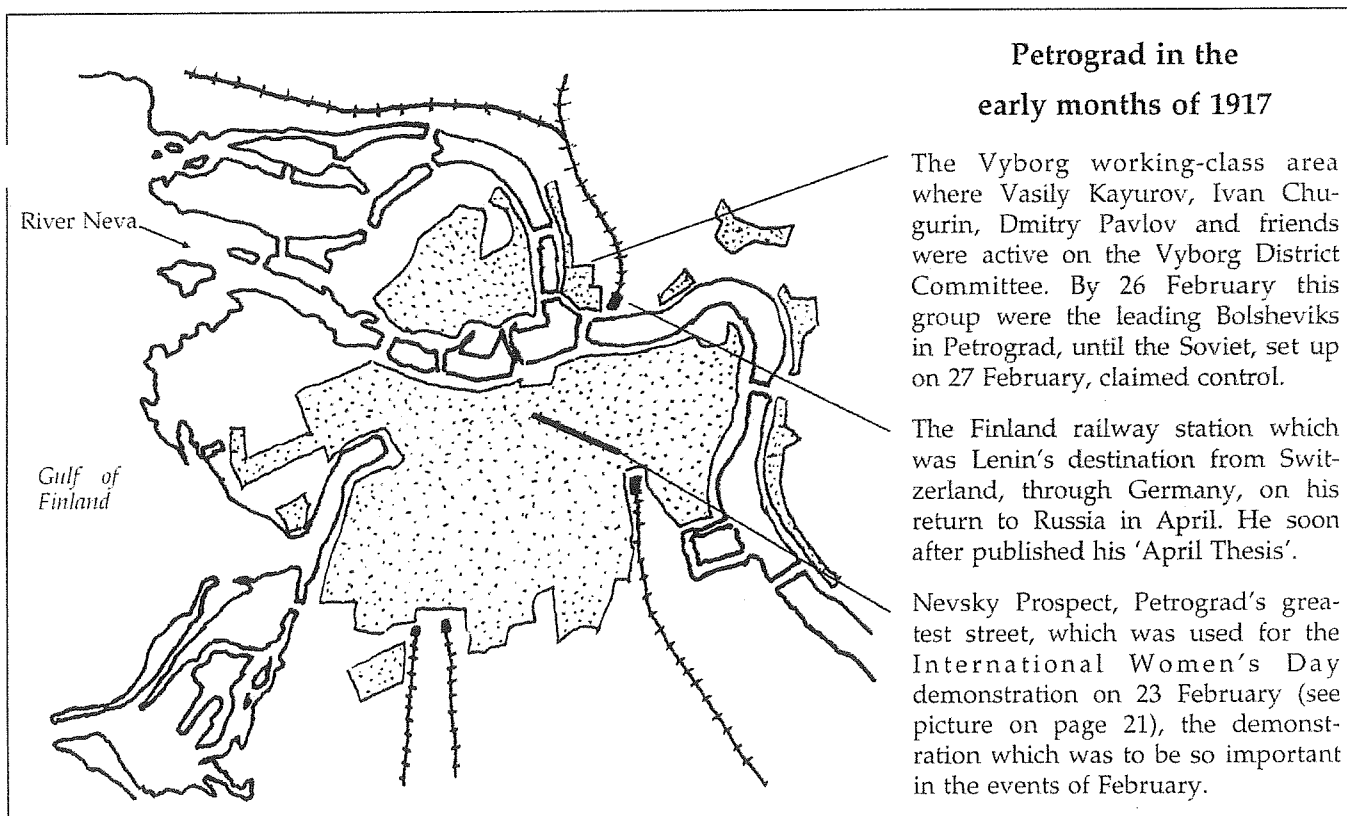 Petrograd in the
early months of 1917
The Vyborg working-class area
where Vasily Kayurov, Ivan Chu-
gurin, Dmitry Pavlov and friends
were active on the Vyborg District
Committee. By 26 February this
group were the leading Bolsheviks
in Petrograd, until the Soviet, set up
on 27 February, claimed control.
The Finland railway station which
was Lenin's destination from Swit-
zerland, through Germany, on his
return to Russia in April. He soon
after published his 'April Thesis'.
Nevsky Prospect, Petrograd's grea-
test street, which was used for the
International Women's Day
demonstration on 23 February (see
picture on page 21), the demonst-
ration which was to be so important
in the events of February.
River Neva
Gulf of
Finland